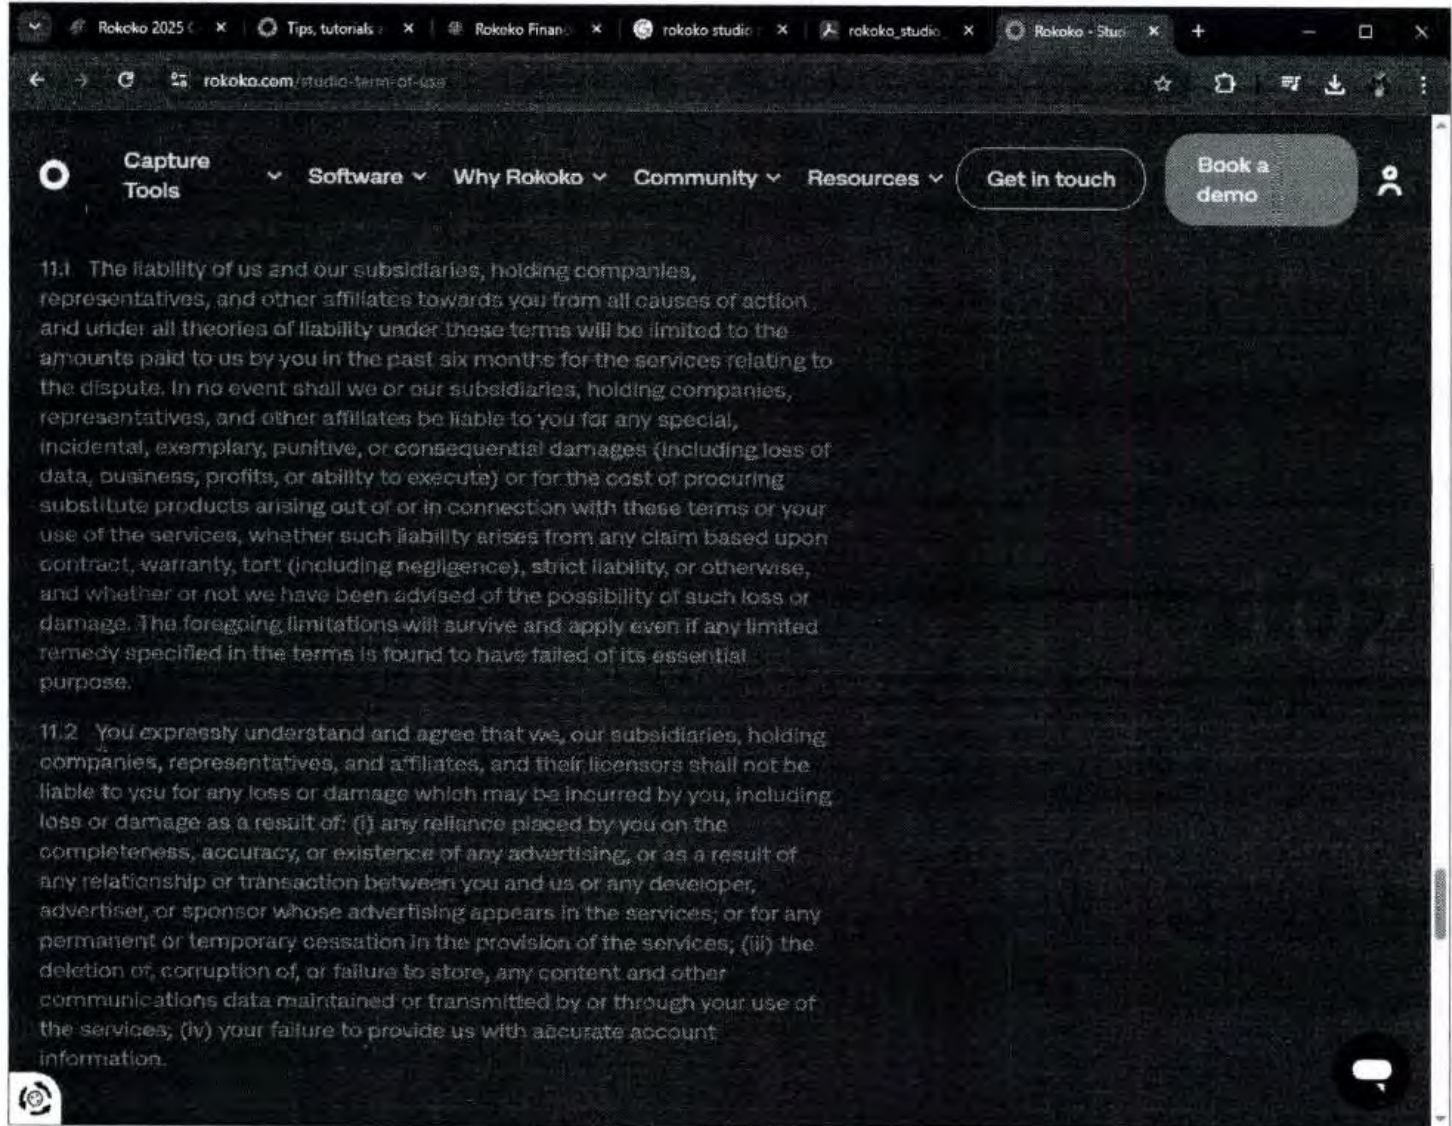 Rokoko 2025 C
Tips, tutorials a
Rokoko Financ
rokoko studio
rokoko_studio_
Rokoko - Stud
rokoko.com/studio-term-of-use
Capture Tools
Software
Why Rokoko
Community
Resources
Get in touch
Book a demo
11.1 The liability of us and our subsidiaries, holding companies,
representatives, and other affiliates towards you from all causes of action
and under all theories of liability under these terms will be limited to the
amounts paid to us by you in the past six months for the services relating to
the dispute. In no event shall we or our subsidiaries, holding companies,
representatives, and other affiliates be liable to you for any special,
incidental, exemplary, punitive, or consequential damages (including loss of
data, business, profits, or ability to execute) or for the cost of procuring
substitute products arising out of or in connection with these terms or your
use of the services, whether such liability arises from any claim based upon
contract, warranty, tort (including negligence), strict liability, or otherwise,
and whether or not we have been advised of the possibility of such loss or
damage. The foregoing limitations will survive and apply even if any limited
remedy specified in the terms is found to have failed of its essential
purpose.
11.2 You expressly understand and agree that we, our subsidiaries, holding
companies, representatives, and affiliates, and their licensors shall not be
liable to you for any loss or damage which may be incurred by you, including
loss or damage as a result of: (i) any reliance placed by you on the
completeness, accuracy, or existence of any advertising, or as a result of
any relationship or transaction between you and us or any developer,
advertiser, or sponsor whose advertising appears in the services; or for any
permanent or temporary cessation in the provision of the services; (iii) the
deletion of, corruption of, or failure to store, any content and other
communications data maintained or transmitted by or through your use of
the services; (iv) your failure to provide us with accurate account
information.